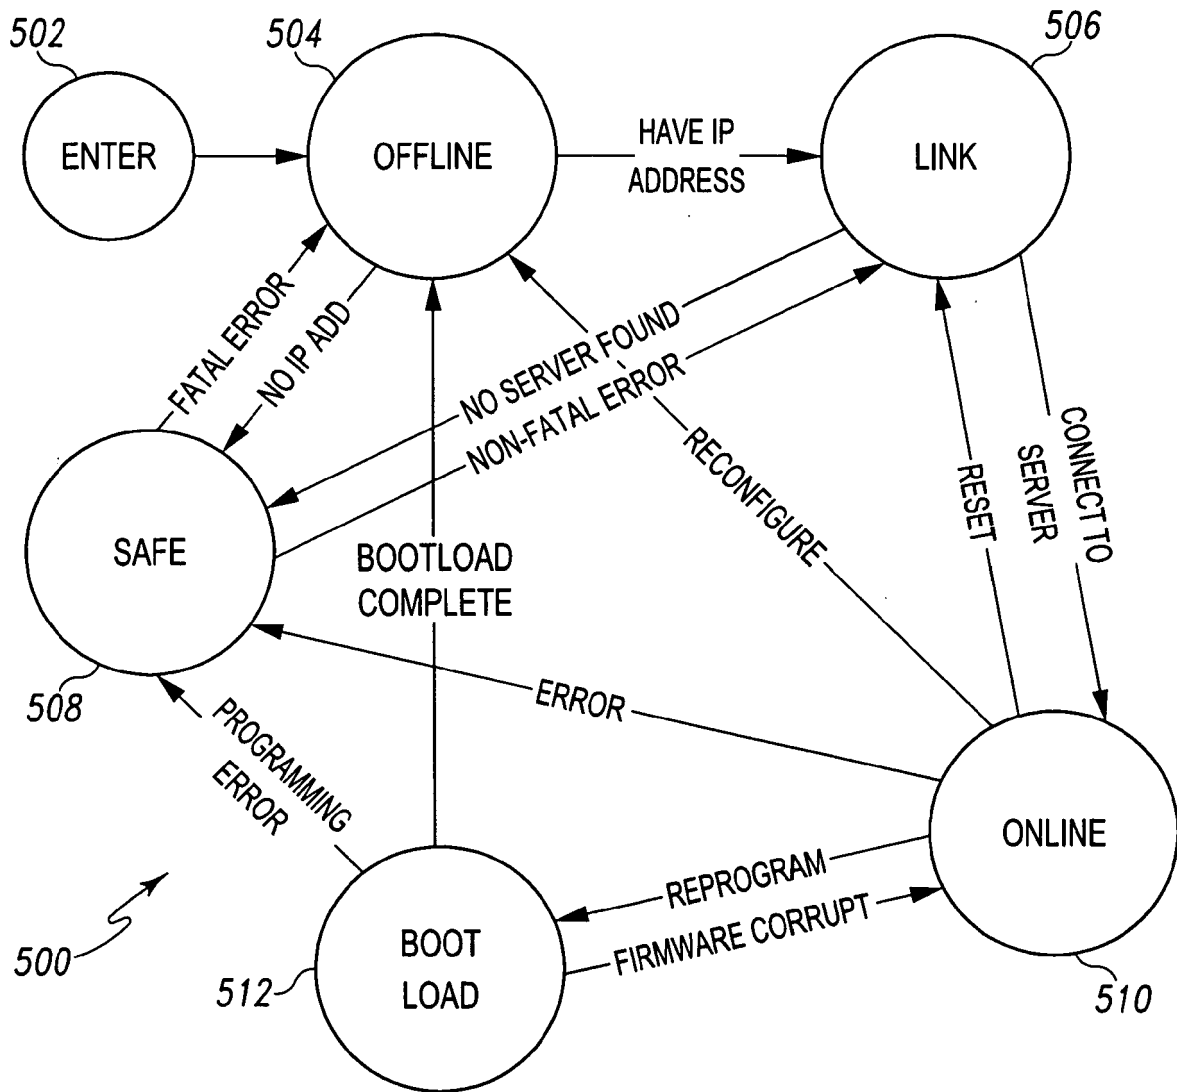 502
504
506
ENTER
OFFLINE
HAVE IP
ADDRESS
LINK
FATAL ERROR
NO IP ADD
NO SERVER FOUND
NON-FATAL ERROR
RECONFIGURE
RESET
CONNECT TO
SERVER
SAFE
BOOTLOAD
COMPLETE
508
ERROR
PROGRAMMING
ERROR
ONLINE
REPROGRAM
FIRMWARE CORRUPT
BOOT
LOAD
500
512
510